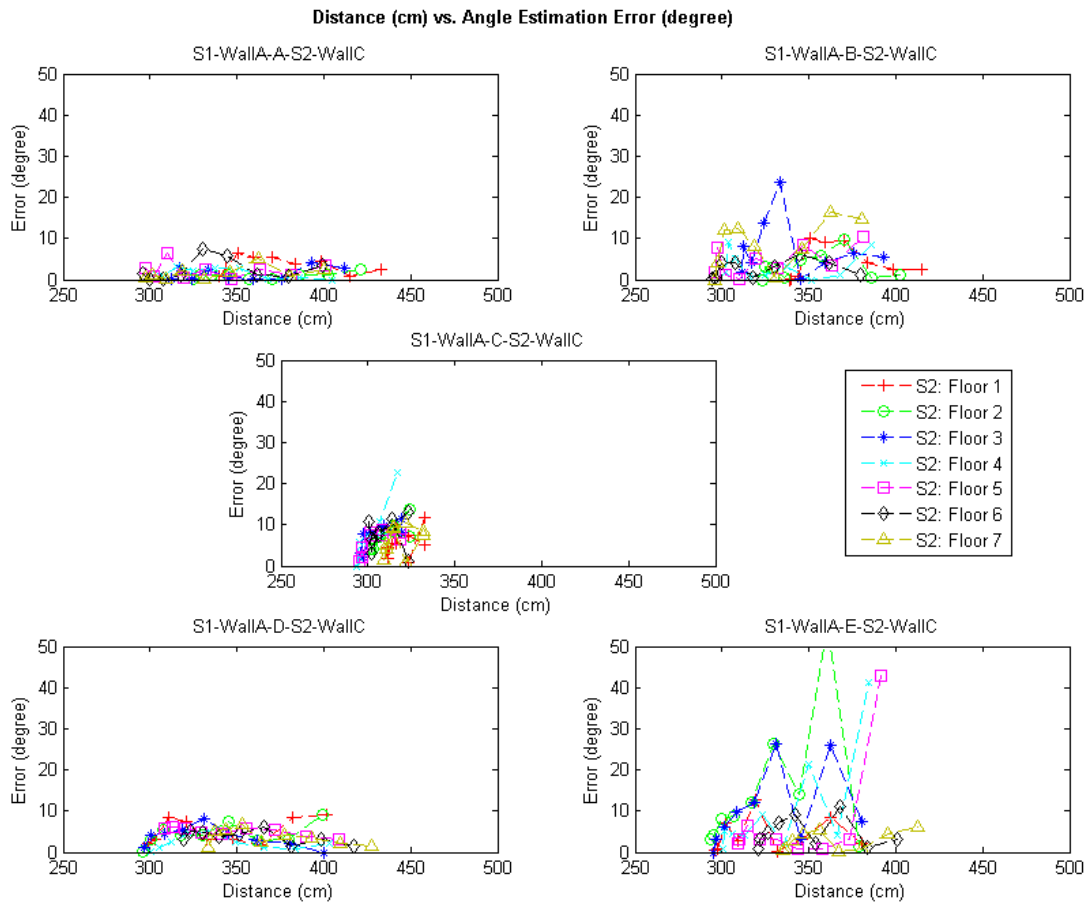 Distance (cm) vs. Angle Estimation Error (degree)
S1-WallA-A-S2-WallC
50
40
30
20
10
0
Error (degree)
250 300 350 400 450 500
Distance (cm)
S1-WallA-B-S2-WallC
50
40
30
20
10
0
Error (degree)
250 300 350 400 450 500
Distance (cm)
S1-WallA-C-S2-WallC
50
40
30
20
10
0
Error (degree)
250 300 350 400 450 500
Distance (cm)
S2: Floor 1
S2: Floor 2
S2: Floor 3
S2: Floor 4
S2: Floor 5
S2: Floor 6
S2: Floor 7
S1-WallA-D-S2-WallC
50
40
30
20
10
0
Error (degree)
250 300 350 400 450 500
Distance (cm)
S1-WallA-E-S2-WallC
50
40
30
20
10
0
Error (degree)
250 300 350 400 450 500
Distance (cm)